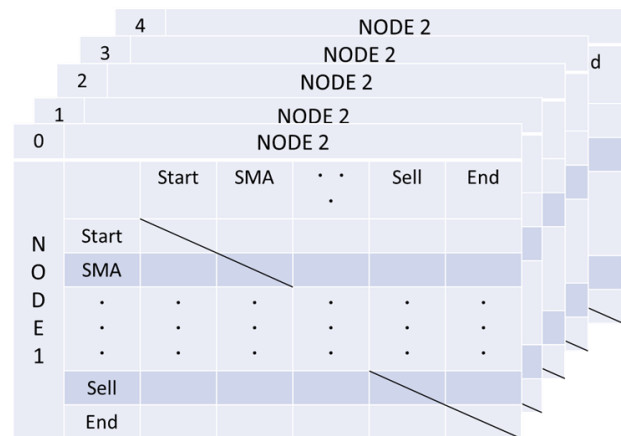 4 NODE 2
3 NODE 2
d
2 NODE 2
1 NODE 2
0 NODE 2
Start SMA · · · Sell End
NODE 1
Start
SMA
· · · · · ·
· · · · · ·
· · · · · ·
Sell
End